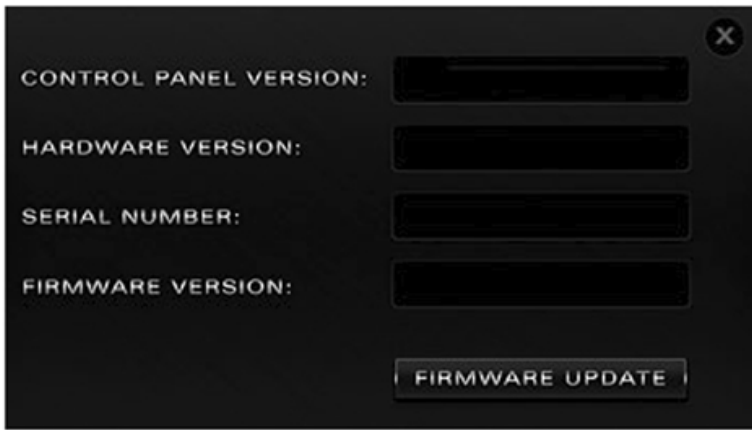 CONTROL PANEL VERSION:
HARDWARE VERSION:
SERIAL NUMBER:
FIRMWARE VERSION:
FIRMWARE UPDATE